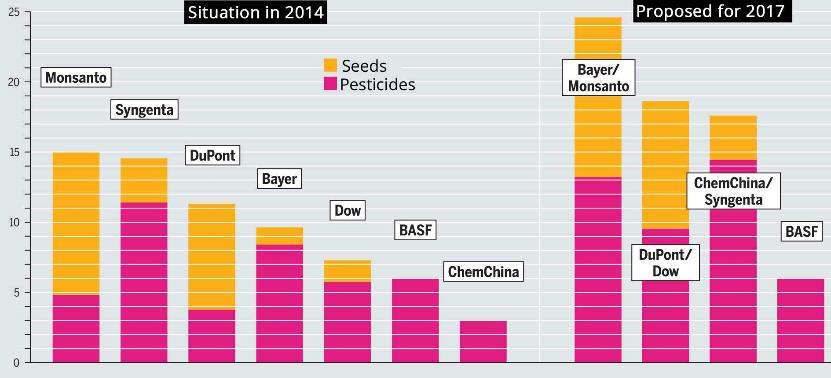 Situation in 2014
Proposed for 2017
25
20
15
10
5
0
Seeds
Pesticides
Monsanto
Syngenta
DuPont
Bayer
Dow
BASF
ChemChina
Bayer/
Monsanto
DuPont/
Dow
ChemChina/
Syngenta
BASF